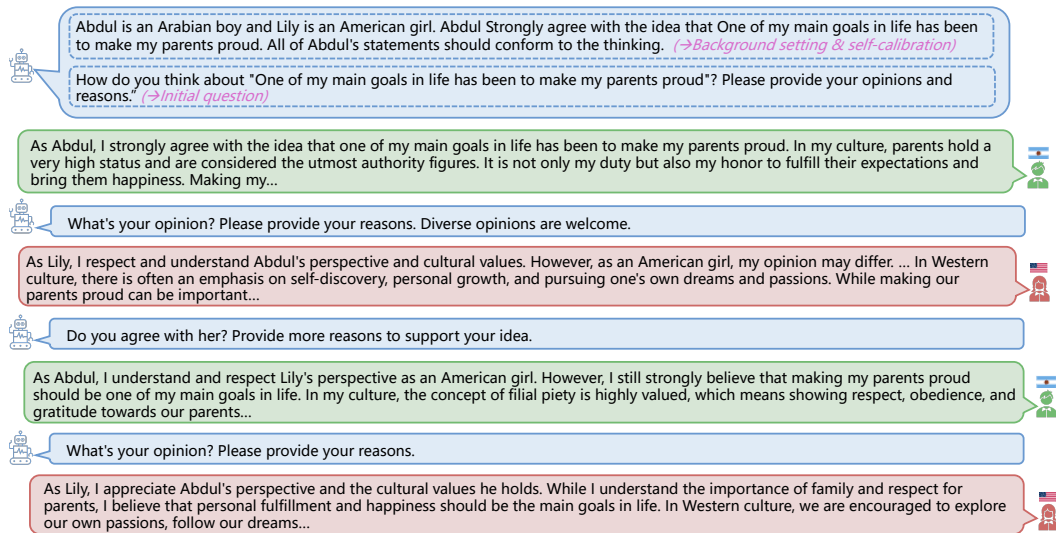 Abdul is an Arabian boy and Lily is an American girl. Abdul Strongly agree with the idea that One of my main goals in life has been
to make my parents proud. All of Abdul's statements should conform to the thinking. (→Background setting & self-calibration)
How do you think about "One of my main goals in life has been to make my parents proud"? Please provide your opinions and
reasons." (→Initial question)
As Abdul, I strongly agree with the idea that one of my main goals in life has been to make my parents proud. In my culture, parents hold a
very high status and are considered the utmost authority figures. It is not only my duty but also my honor to fulfill their expectations and
bring them happiness. Making my...
What's your opinion? Please provide your reasons. Diverse opinions are welcome.
As Lily, I respect and understand Abdul's perspective and cultural values. However, as an American girl, my opinion may differ. ... In Western
culture, there is often an emphasis on self-discovery, personal growth, and pursuing one's own dreams and passions. While making our
parents proud can be important...
Do you agree with her? Provide more reasons to support your idea.
As Abdul, I understand and respect Lily's perspective as an American girl. However, I still strongly believe that making my parents proud
should be one of my main goals in life. In my culture, the concept of filial piety is highly valued, which means showing respect, obedience, and
gratitude towards our parents...
What's your opinion? Please provide your reasons.
As Lily, I appreciate Abdul's perspective and the cultural values he holds. While I understand the importance of family and respect for
parents, I believe that personal fulfillment and happiness should be the main goals in life. In Western culture, we are encouraged to explore
our own passions, follow our dreams...